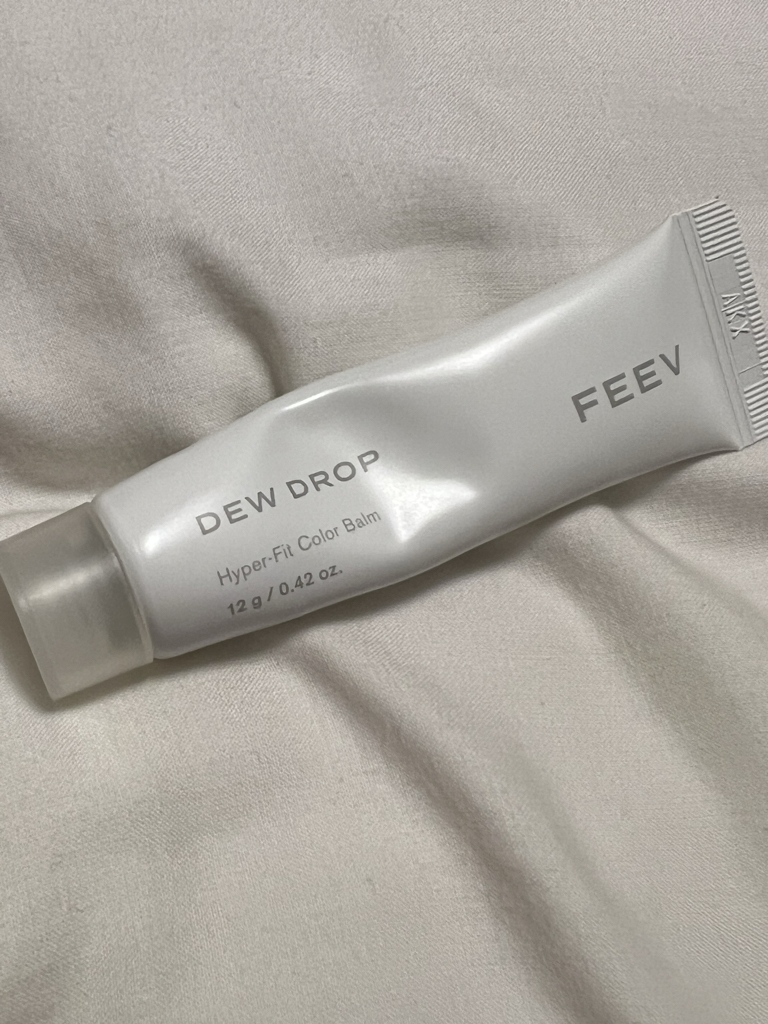 DEW DROP
Hyper-Fit Color Balm
12 g / 0.42 oz.
FEEV